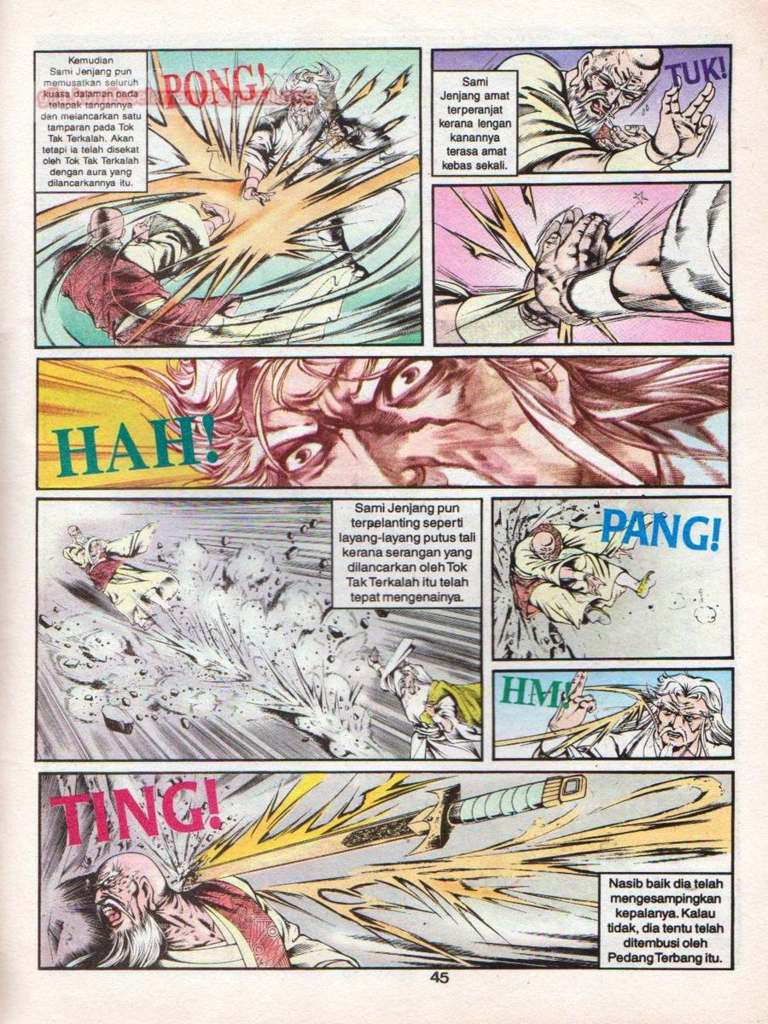 Kemudian
Sami Jenjang pun
memusatkan seluruh
kuasa dalaman pada
telapak tangannya
dan melancarkan satu
tamparan pada Tok
Tak Terkalah. Akan
tetapi ia telah disekat
oleh Tok Tak Terkalah
dengan aura yang
dilancarkannya itu.
PONG!
Sami
Jenjang amat
terperanjat
kerana lengan
kanannya
terasa amat
kebas sekali.
TUK!
HAH!
Sami Jenjang pun
terpelanting seperti
layang-layang putus tali
kerana serangan yang
dilancarkan oleh Tok
Tak Terkalah itu telah
tepat mengenainya.
PANG!
HM!
TING!
Nasib baik dia telah
mengesampingkan
kepalanya. Kalau
tidak, dia tentu telah
ditembusi oleh
Pedang Terbang itu.
45